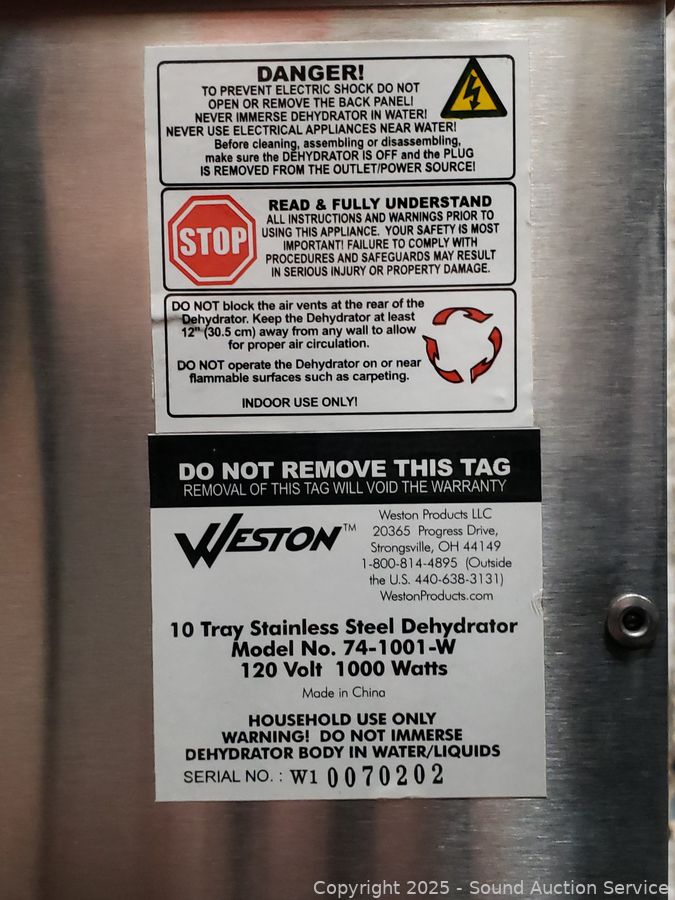 DANGER!
TO PREVENT ELECTRIC SHOCK DO NOT
OPEN OR REMOVE THE BACK PANEL!
NEVER IMMERSE DEHYDRATOR IN WATER!
NEVER USE ELECTRICAL APPLIANCES NEAR WATER!
Before cleaning, assembling or disassembling,
make sure the DEHYDRATOR IS OFF and the PLUG
IS REMOVED FROM THE OUTLET/POWER SOURCE!
STOP
READ & FULLY UNDERSTAND
ALL INSTRUCTIONS AND WARNINGS PRIOR TO
USING THIS APPLIANCE. YOUR SAFETY IS MOST
IMPORTANT! FAILURE TO COMPLY WITH
PROCEDURES AND SAFEGUARDS MAY RESULT
IN SERIOUS INJURY OR PROPERTY DAMAGE.
DO NOT block the air vents at the rear of the
Dehydrator. Keep the Dehydrator at least
12" (30.5 cm) away from any wall to allow
for proper air circulation.
DO NOT operate the Dehydrator on or near
flammable surfaces such as carpeting.
INDOOR USE ONLY!
DO NOT REMOVE THIS TAG
REMOVAL OF THIS TAG WILL VOID THE WARRANTY
WESTON™
Weston Products LLC
20365 Progress Drive,
Strongsville, OH 44149
1-800-814-4895 (Outside
the U.S. 440-638-3131)
WestonProducts.com
10 Tray Stainless Steel Dehydrator
Model No. 74-1001-W
120 Volt 1000 Watts
Made in China
HOUSEHOLD USE ONLY
WARNING! DO NOT IMMERSE
DEHYDRATOR BODY IN WATER/LIQUIDS
SERIAL NO. : W1 0070202
Copyright 2025 - Sound Auction Service